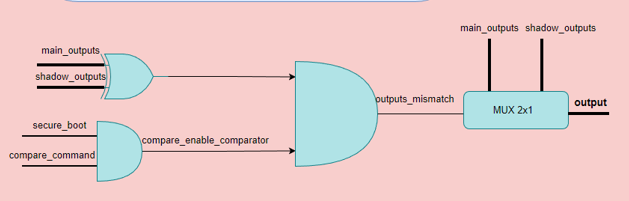 main_outputs
shadow_outputs
main_outputs
shadow_outputs
outputs_mismatch
MUX 2x1
output
secure_boot
compare_enable_comparator
compare_command